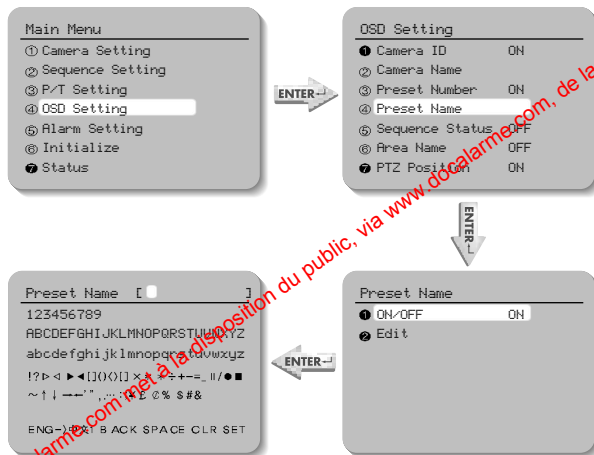 Main Menu
① Camera Setting
② Sequence Setting
③ P/T Setting
④ OSD Setting
⑤ Alarm Setting
⑥ Initialize
❼ Status
ENTER
OSD Setting
❶ Camera ID ON
② Camera Name
③ Preset Number ON
④ Preset Name
⑤ Sequence Status OFF
⑥ Area Name OFF
❼ PTZ Position ON
ENTER
Preset Name
❶ ON/OFF ON
❷ Edit
ENTER
Preset Name [ ]
123456789
ABCDEFGHIJKLMNOPQRSTUVWXYZ
abcdefghijklmnopqrstuvwxyz
BACK SPACE CLR SET
arme.com met à la disposition du public, via www.docalarme.com, de la